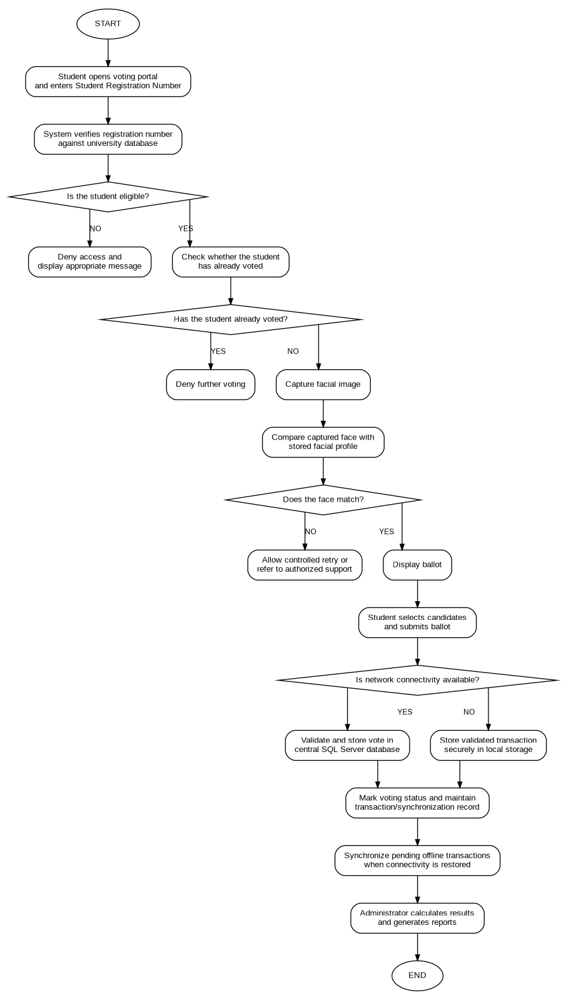 START
Student opens voting portal
and enters Student Registration Number
System verifies registration number
against university database
Is the student eligible?
NO
YES
Deny access and
display appropriate message
Check whether the student
has already voted
Has the student already voted?
YES
NO
Deny further voting
Capture facial image
Compare captured face with
stored facial profile
Does the face match?
NO
YES
Allow controlled retry or
refer to authorized support
Display ballot
Student selects candidates
and submits ballot
Is network connectivity available?
YES
NO
Validate and store vote in
central SQL Server database
Store validated transaction
securely in local storage
Mark voting status and maintain
transaction/synchronization record
Synchronize pending offline transactions
when connectivity is restored
Administrator calculates results
and generates reports
END